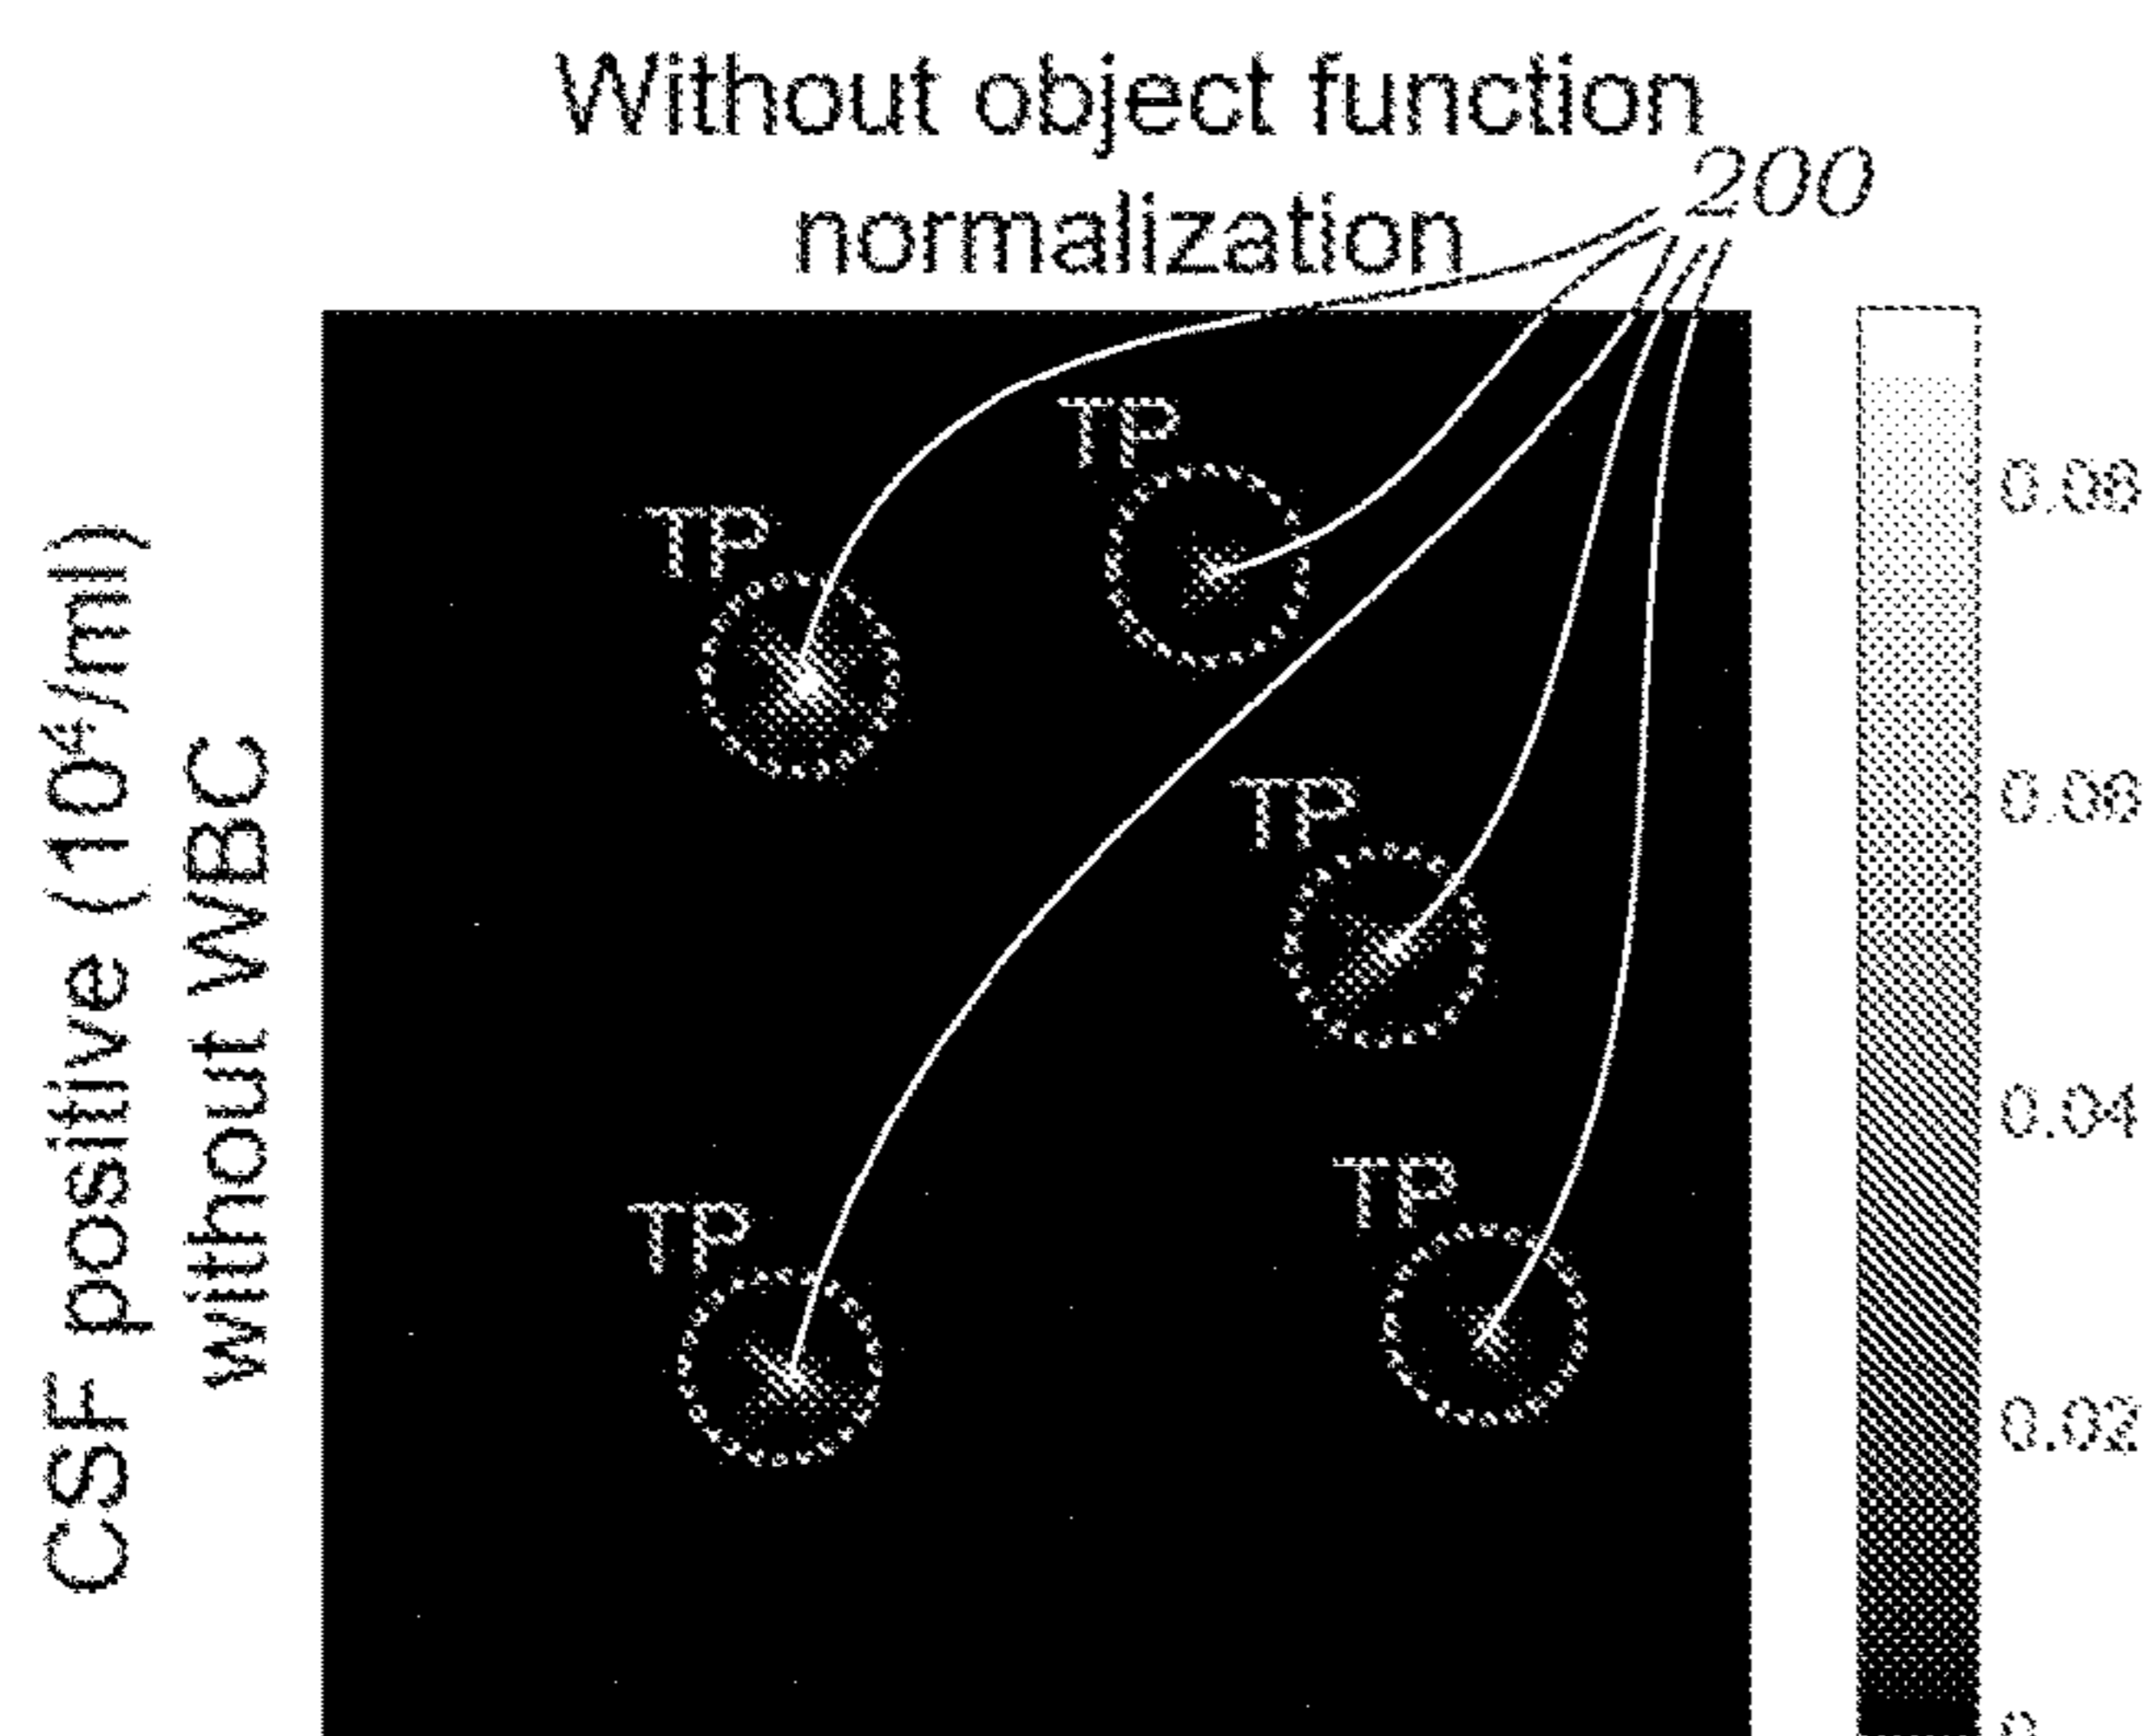 Without object function
normalization
200
CSF positive (10⁴/ml)
without WBC
TP
TP
TP
TP
TP
0.08
0.06
0.04
0.02
0